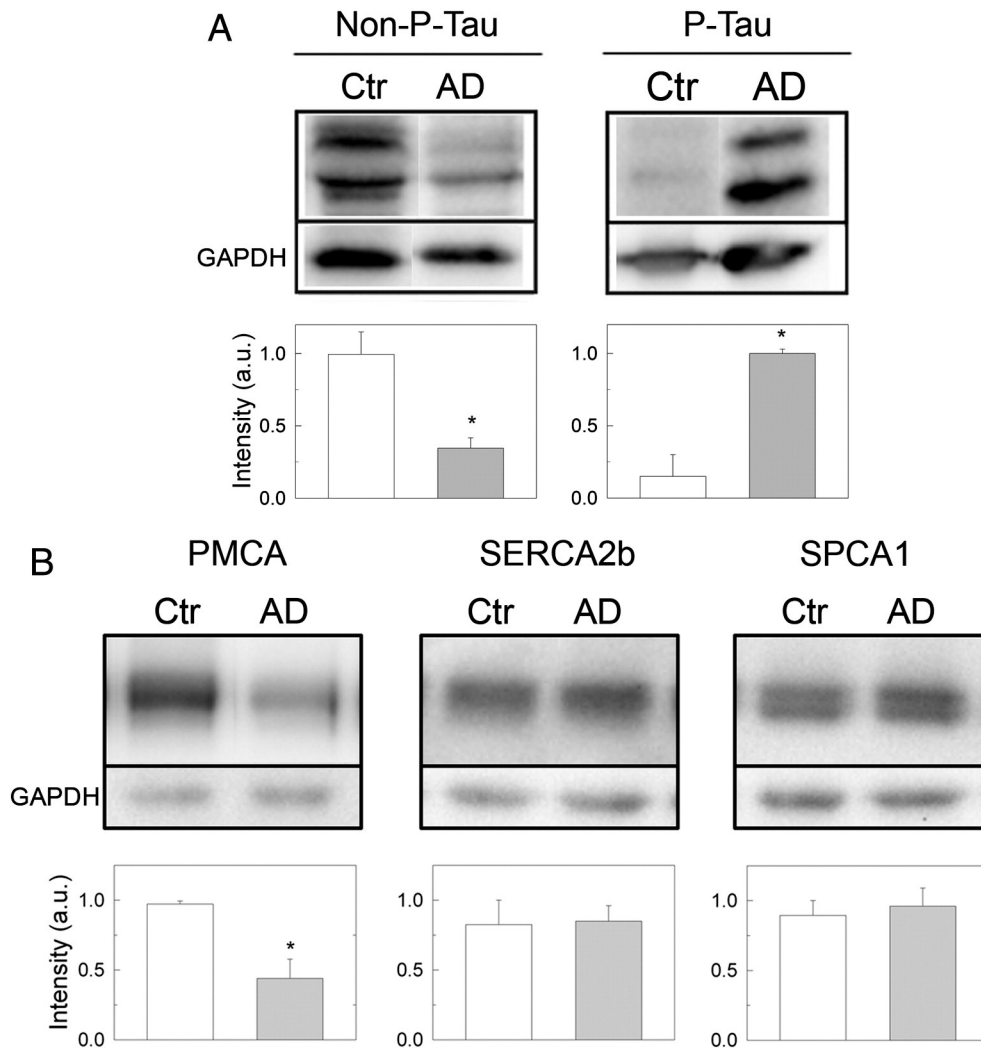 A
Non-P-Tau P-Tau
Ctr AD Ctr AD
GAPDH
Intensity (a.u.)
1.0 1.0
0.5 0.5
0.0 0.0
* *
B
PMCA SERCA2b SPCA1
Ctr AD Ctr AD Ctr AD
GAPDH
Intensity (a.u.)
1.0 1.0 1.0
0.5 0.5 0.5
0.0 0.0 0.0
*